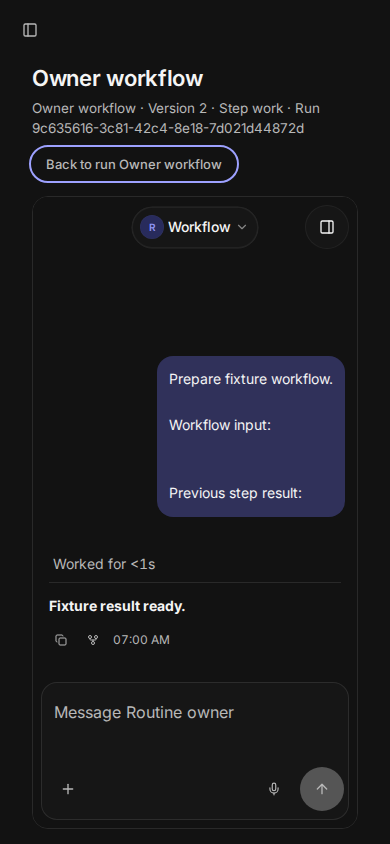 Owner workflow
Owner workflow · Version 2 · Step work · Run
9c635616-3c81-42c4-8e18-7d021d44872d
Back to run Owner workflow
R Workflow
Prepare fixture workflow.
Workflow input:
Previous step result:
Worked for <1s
Fixture result ready.
07:00 AM
Message Routine owner